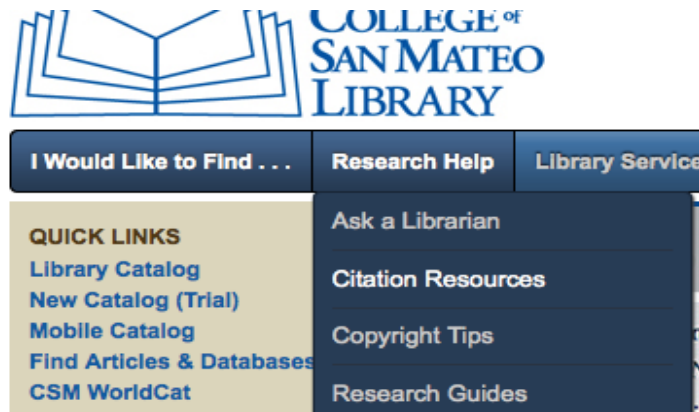 COLLEGE of
SAN MATEO
LIBRARY
I Would Like to Find . . .
Research Help
Library Service
QUICK LINKS
Library Catalog
New Catalog (Trial)
Mobile Catalog
Find Articles & Databases
CSM WorldCat
Ask a Librarian
Citation Resources
Copyright Tips
Research Guides